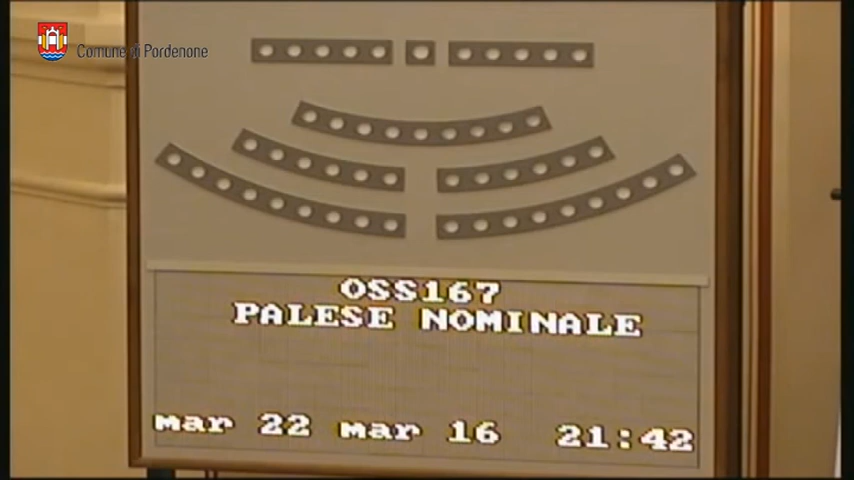 Comune di Pordenone
OSS167
PALESE NOMINALE
mar 22 mar 16 21:42